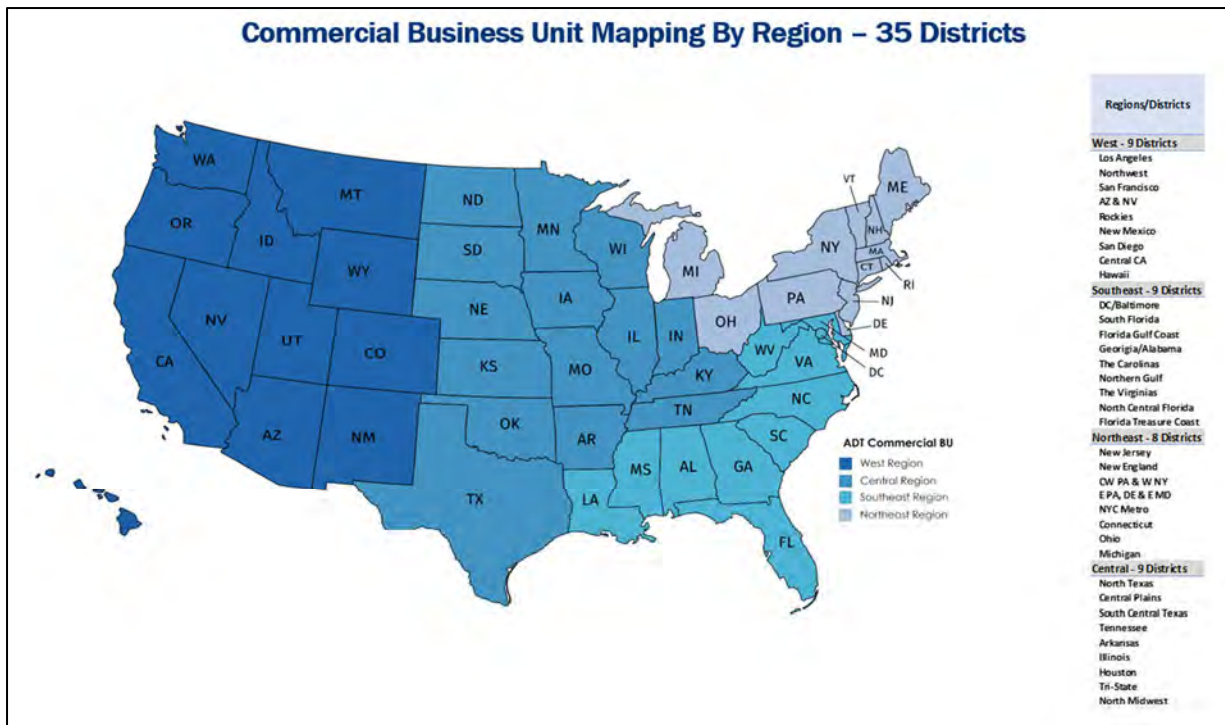 Commercial Business Unit Mapping By Region – 35 Districts
WA
MT
ND
MN
OR
ID
WY
SD
WI
MI
NY
VT
ME
NH
MA
CT
RI
NJ
PA
OH
DE
MD
DC
NV
UT
CO
CA
AZ
NM
NE
IA
IL
IN
KS
MO
KY
WV
VA
OK
AR
TN
NC
SC
TX
LA
MS
AL
GA
FL
ADT Commercial BU
West Region
Central Region
Southeast Region
Northeast Region
Regions/Districts
West - 9 Districts
Los Angeles
Northwest
San Francisco
AZ & NV
Rockies
New Mexico
San Diego
Central CA
Hawaii
Southeast - 9 Districts
DC/Baltimore
South Florida
Florida Gulf Coast
Georigia/Alabama
The Carolinas
Northern Gulf
The Virginias
North Central Florida
Florida Treasure Coast
Northeast - 8 Districts
New Jersey
New England
CW PA & W NY
E PA, DE & E MD
NYC Metro
Connecticut
Ohio
Michigan
Central - 9 Districts
North Texas
Central Plains
South Central Texas
Tennessee
Arkansas
Illinois
Houston
Tri-State
North Midwest